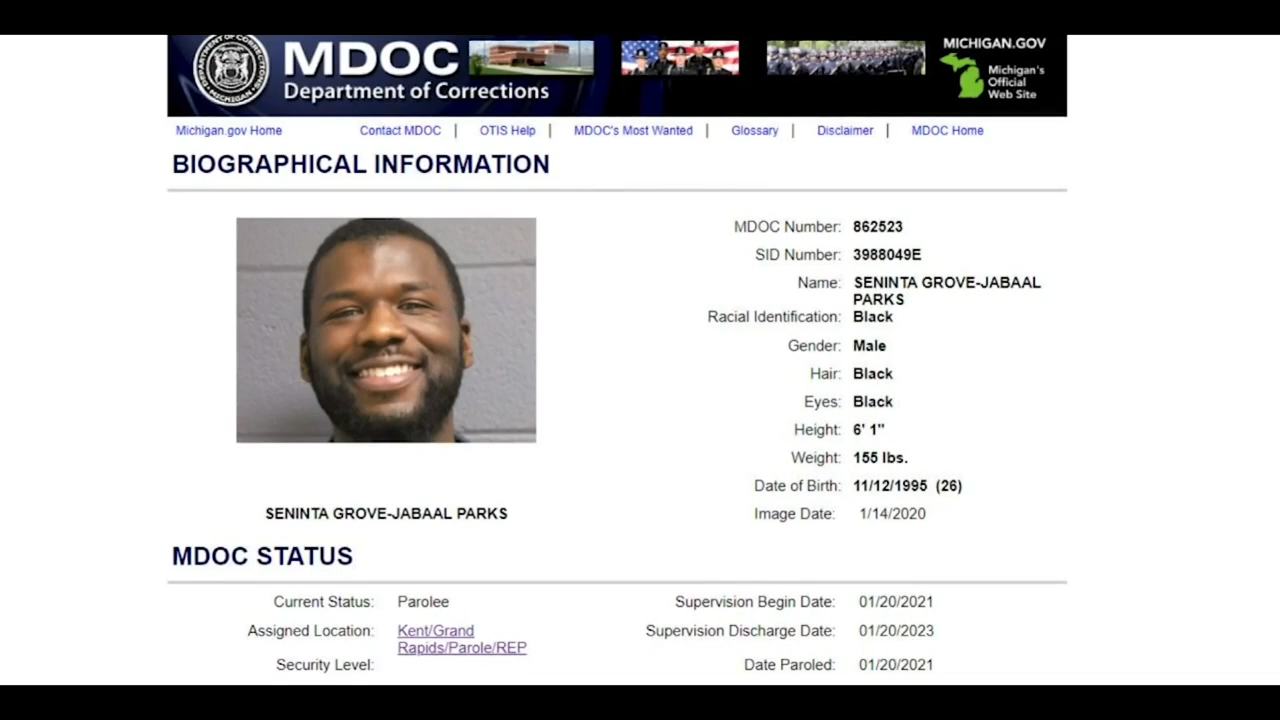 MDOC
Department of Corrections
MICHIGAN.GOV
Michigan's
Official
Web Site
DEPARTMENT OF CORRECTIONS
MICHIGAN
Michigan.gov Home Contact MDOC | OTIS Help | MDOC's Most Wanted | Glossary | Disclaimer | MDOC Home
BIOGRAPHICAL INFORMATION
MDOC Number: 862523
SID Number: 3988049E
Name: SENINTA GROVE-JABAAL
PARKS
Racial Identification: Black
Gender: Male
Hair: Black
Eyes: Black
Height: 6' 1"
Weight: 155 lbs.
Date of Birth: 11/12/1995 (26)
Image Date: 1/14/2020
SENINTA GROVE-JABAAL PARKS
MDOC STATUS
Current Status: Parolee Supervision Begin Date: 01/20/2021
Assigned Location: Kent/Grand Supervision Discharge Date: 01/20/2023
Rapids/Parole/REP
Security Level: Date Paroled: 01/20/2021